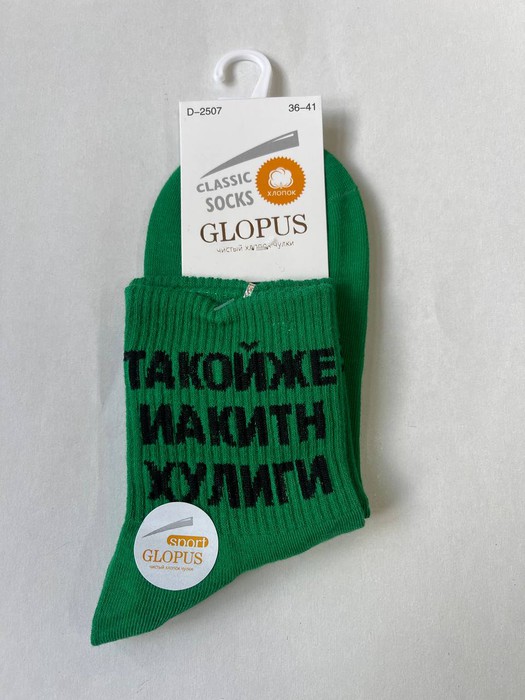 D-2507 36-41
CLASSIC
SOCKS
ХЛОПОК
GLOPUS
чистый хлопок чулки
ТАКОЙЖЕ
ИАКИТН
ХУЛИГИ
sport
GLOPUS
чистый хлопок чулки